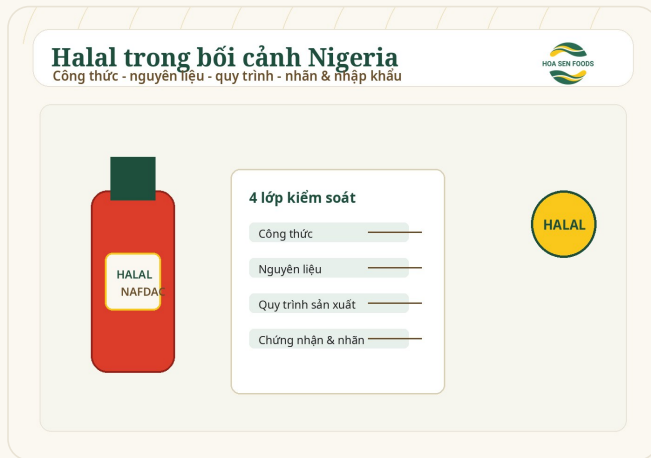 Halal trong bối cảnh Nigeria
Công thức - nguyên liệu - quy trình - nhãn & nhập khẩu
HOA SEN FOODS
HALAL
NAFDAC
4 lớp kiểm soát
Công thức
Nguyên liệu
Quy trình sản xuất
Chứng nhận & nhãn
HALAL